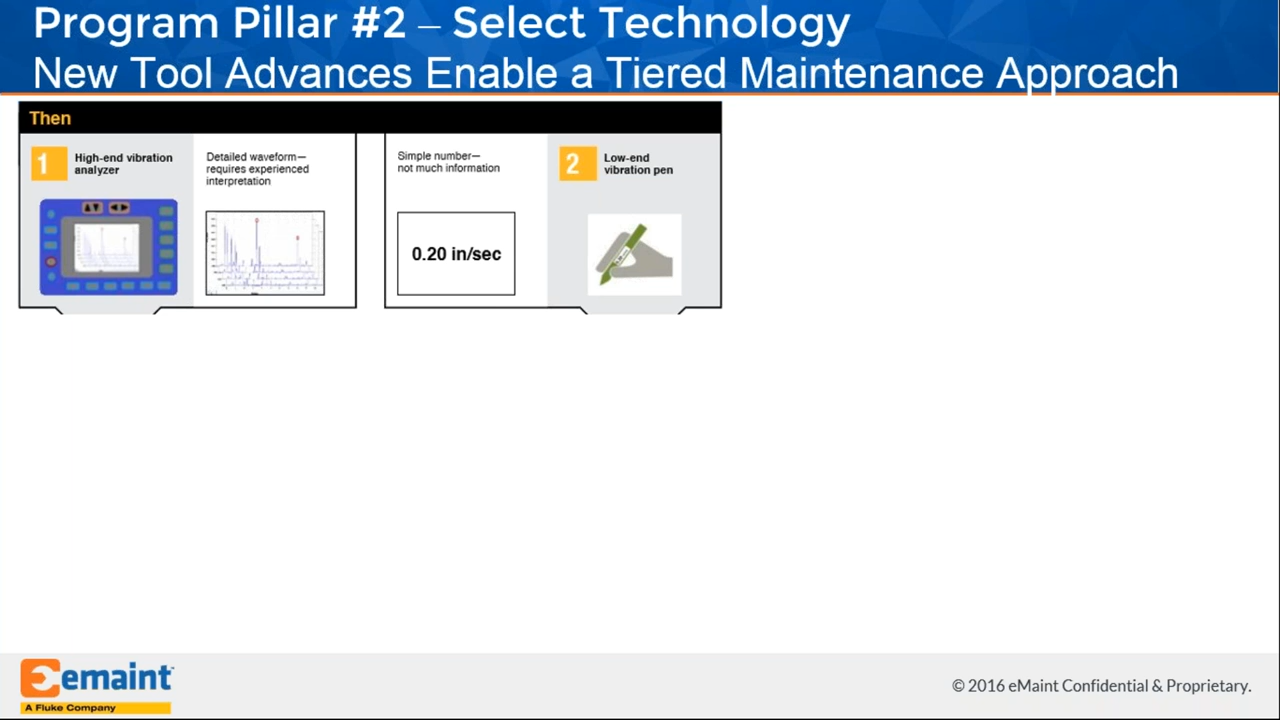 Program Pillar #2 – Select Technology
New Tool Advances Enable a Tiered Maintenance Approach
Then
1
High-end vibration
analyzer
Detailed waveform—
requires experienced
interpretation
Simple number—
not much information
0.20 in/sec
2
Low-end
vibration pen
emaint™
A Fluke Company
© 2016 eMaint Confidential & Proprietary.